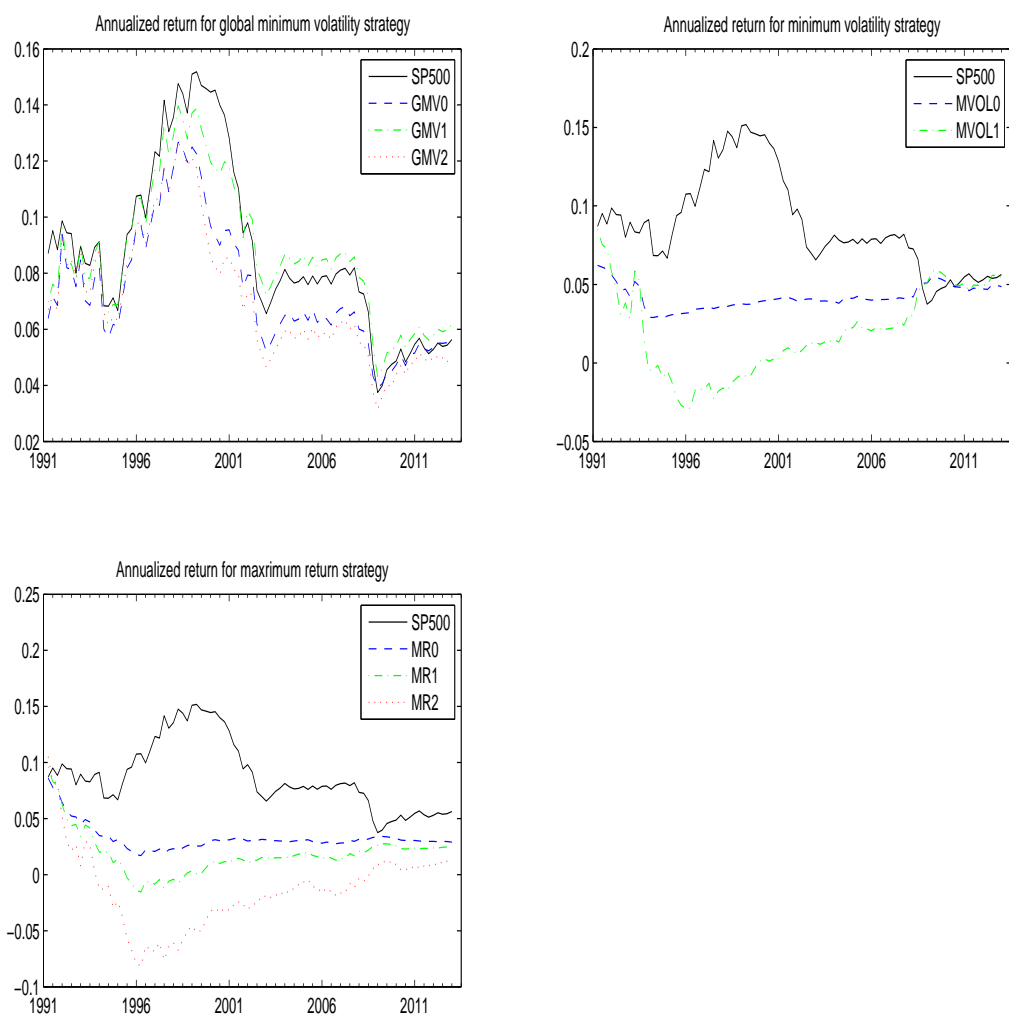 Annualized return for global minimum volatility strategy
0.16
0.14
0.12
0.1
0.08
0.06
0.04
0.02
1991
1996
2001
2006
2011
SP500
GMV0
GMV1
GMV2
Annualized return for minimum volatility strategy
0.2
0.15
0.1
0.05
0
−0.05
1991
1996
2001
2006
2011
SP500
MVOL0
MVOL1
Annualized return for maxrimum return strategy
0.25
0.2
0.15
0.1
0.05
0
−0.05
−0.1
1991
1996
2001
2006
2011
SP500
MR0
MR1
MR2